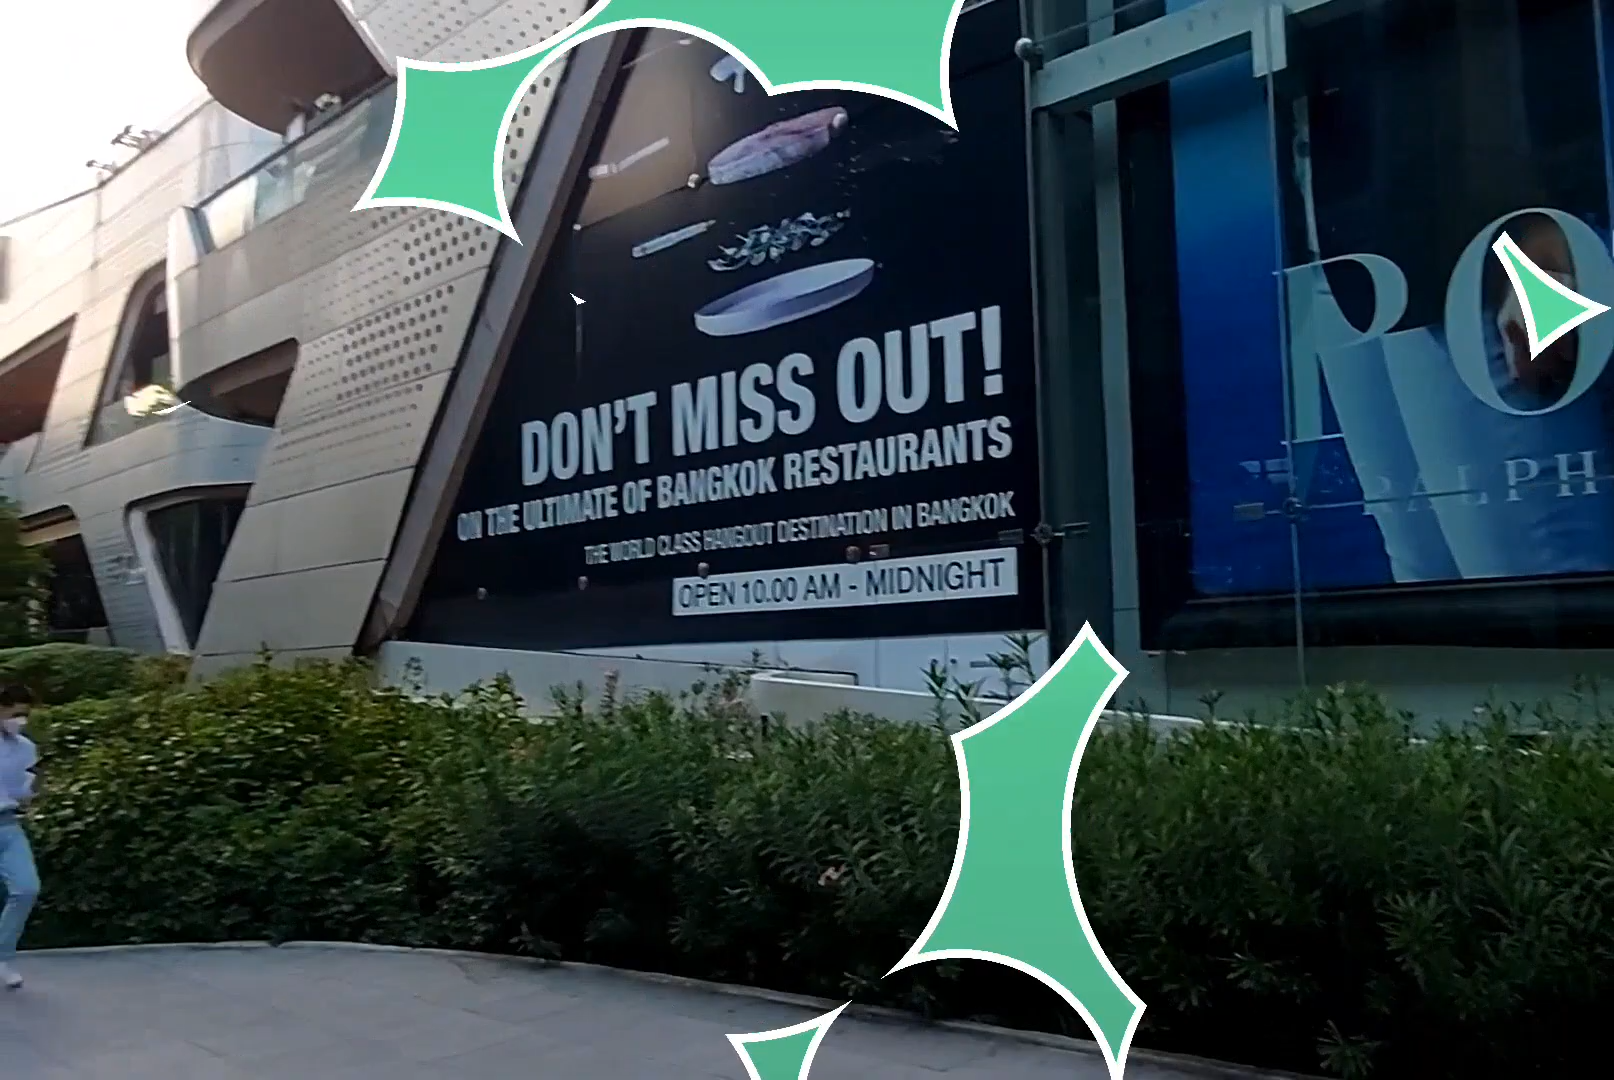 DON'T MISS OUT!
ON THE ULTIMATE OF BANGKOK RESTAURANTS
THE WORLD CLASS HANGOUT DESTINATION IN BANGKOK
OPEN 10.00 AM - MIDNIGHT
PO
RALPH